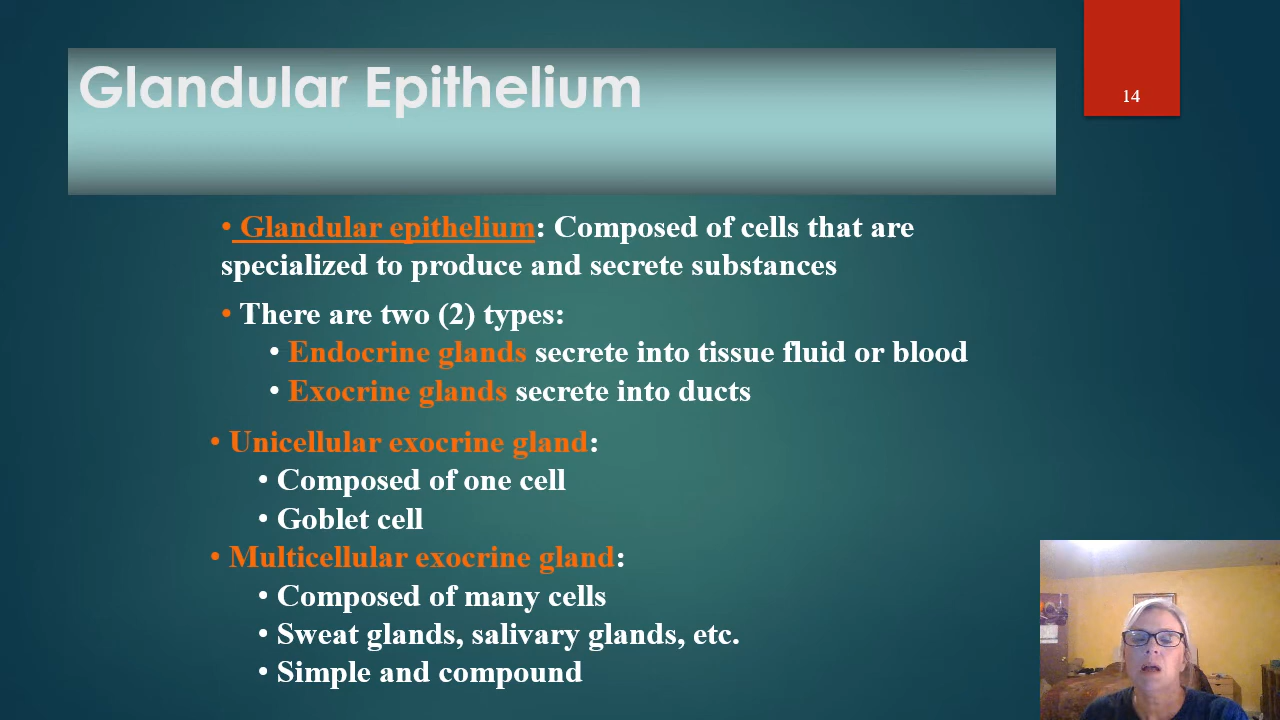 Glandular Epithelium
14
• Glandular epithelium: Composed of cells that are
specialized to produce and secrete substances
• There are two (2) types:
• Endocrine glands secrete into tissue fluid or blood
• Exocrine glands secrete into ducts
• Unicellular exocrine gland:
• Composed of one cell
• Goblet cell
• Multicellular exocrine gland:
• Composed of many cells
• Sweat glands, salivary glands, etc.
• Simple and compound